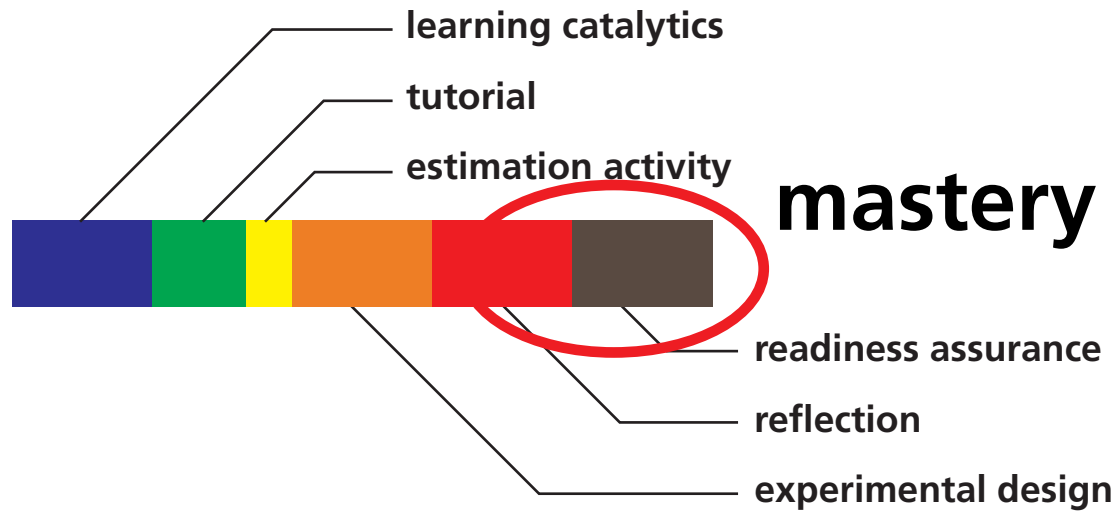 learning catalytics
tutorial
estimation activity
mastery
readiness assurance
reflection
experimental design